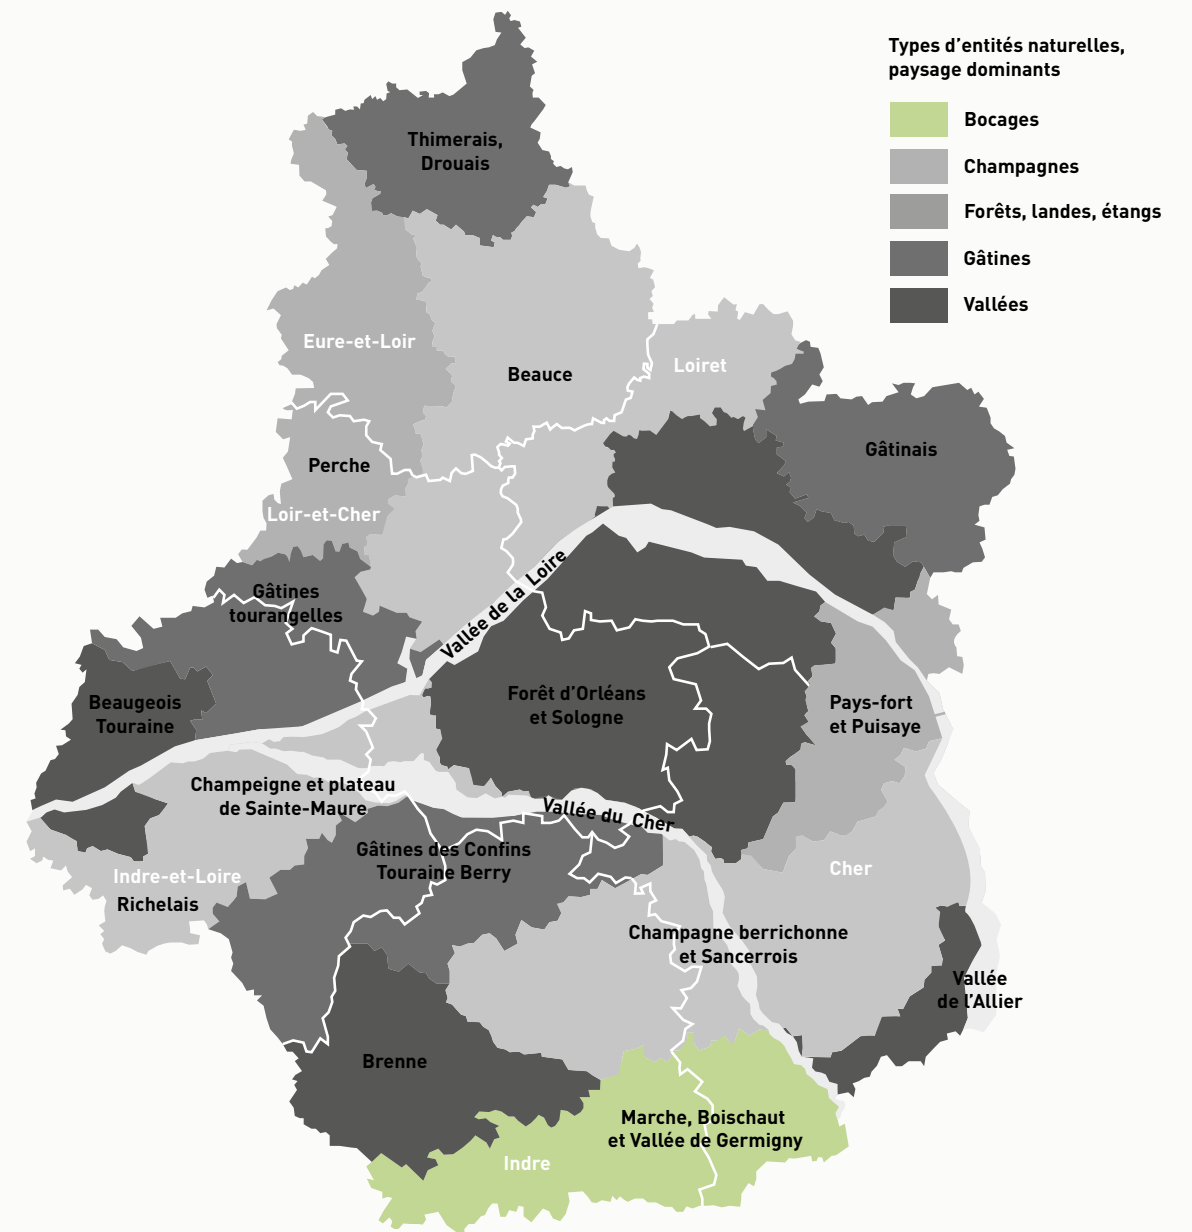 Types d’entités naturelles,
paysage dominants
Bocages
Champagnes
Forêts, landes, étangs
Gâtines
Vallées
Thimerais,
Drouais
Eure-et-Loir
Beauce
Loiret
Gâtinais
Perche
Loir-et-Cher
Gâtines
tourangelles
Vallée de la Loire
Beaugeois
Touraine
Forêt d’Orléans
et Sologne
Pays-fort
et Puisaye
Champeigne et plateau
de Sainte-Maure
Vallée du Cher
Gâtines des Confins
Touraine Berry
Indre-et-Loire
Richelais
Cher
Champagne berrichonne
et Sancerrois
Vallée
de l’Allier
Brenne
Marche, Boischaut
et Vallée de Germigny
Indre